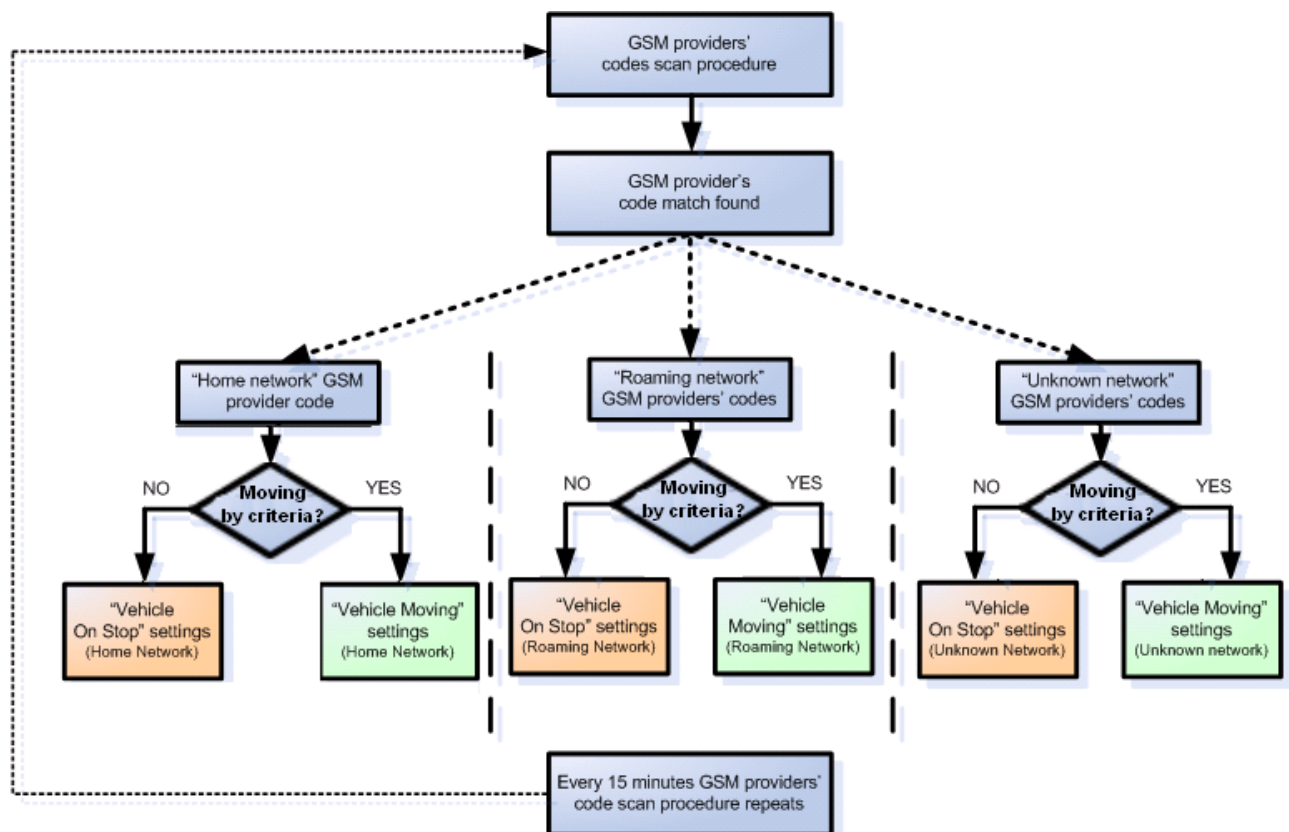 GSM providers'
codes scan procedure
GSM provider's
code match found
“Home network” GSM
provider code
“Roaming network”
GSM providers' codes
“Unknown network”
GSM providers' codes
NO
Moving
by criteria?
YES
NO
Moving
by criteria?
YES
NO
Moving
by criteria?
YES
“Vehicle
On Stop” settings
(Home Network)
“Vehicle Moving”
settings
(Home Network)
“Vehicle
On Stop” settings
(Roaming Network)
“Vehicle
Moving” settings
(Roaming Network)
“Vehicle
On Stop” settings
(Unknown Network)
“Vehicle Moving”
settings
(Unknown network)
Every 15 minutes GSM providers'
code scan procedure repeats